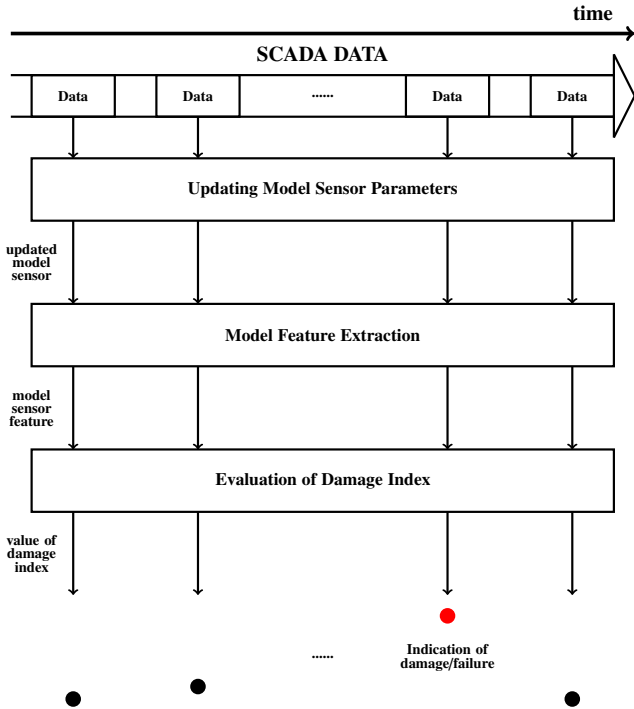 time
SCADA DATA
Data Data ...... Data Data
Updating Model Sensor Parameters
updated
model
sensor
Model Feature Extraction
model
sensor
feature
Evaluation of Damage Index
value of
damage
index
...... Indication of
damage/failure